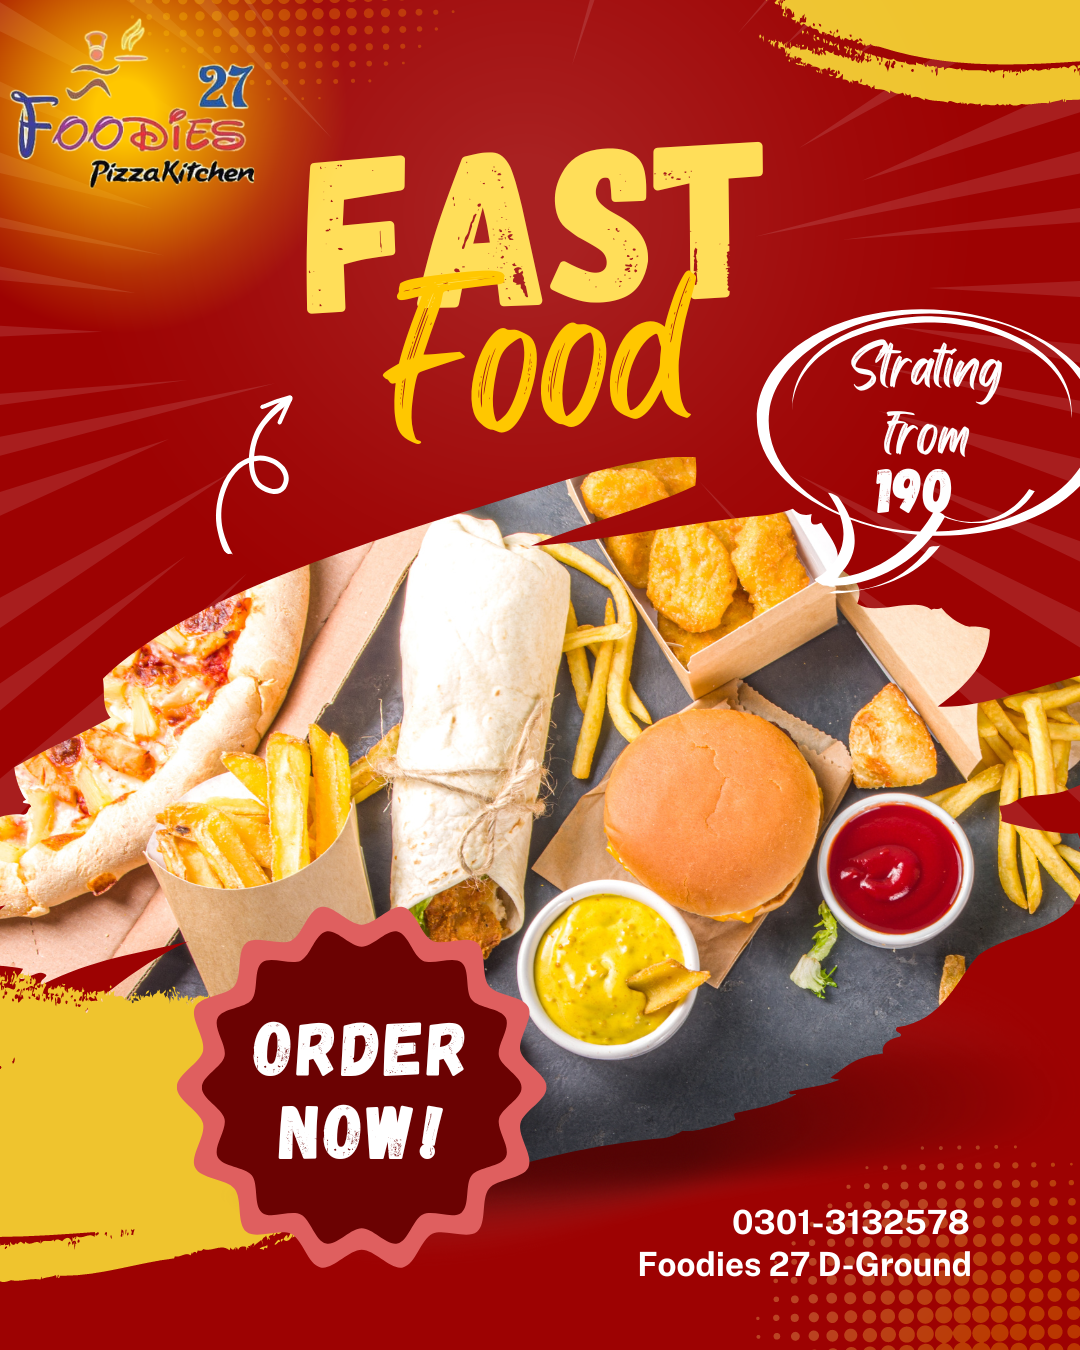 27
FOODIES
PizzaKitchen
FAST
Food
Strating
From
190
ORDER
NOW!
0301-3132578
Foodies 27 D-Ground